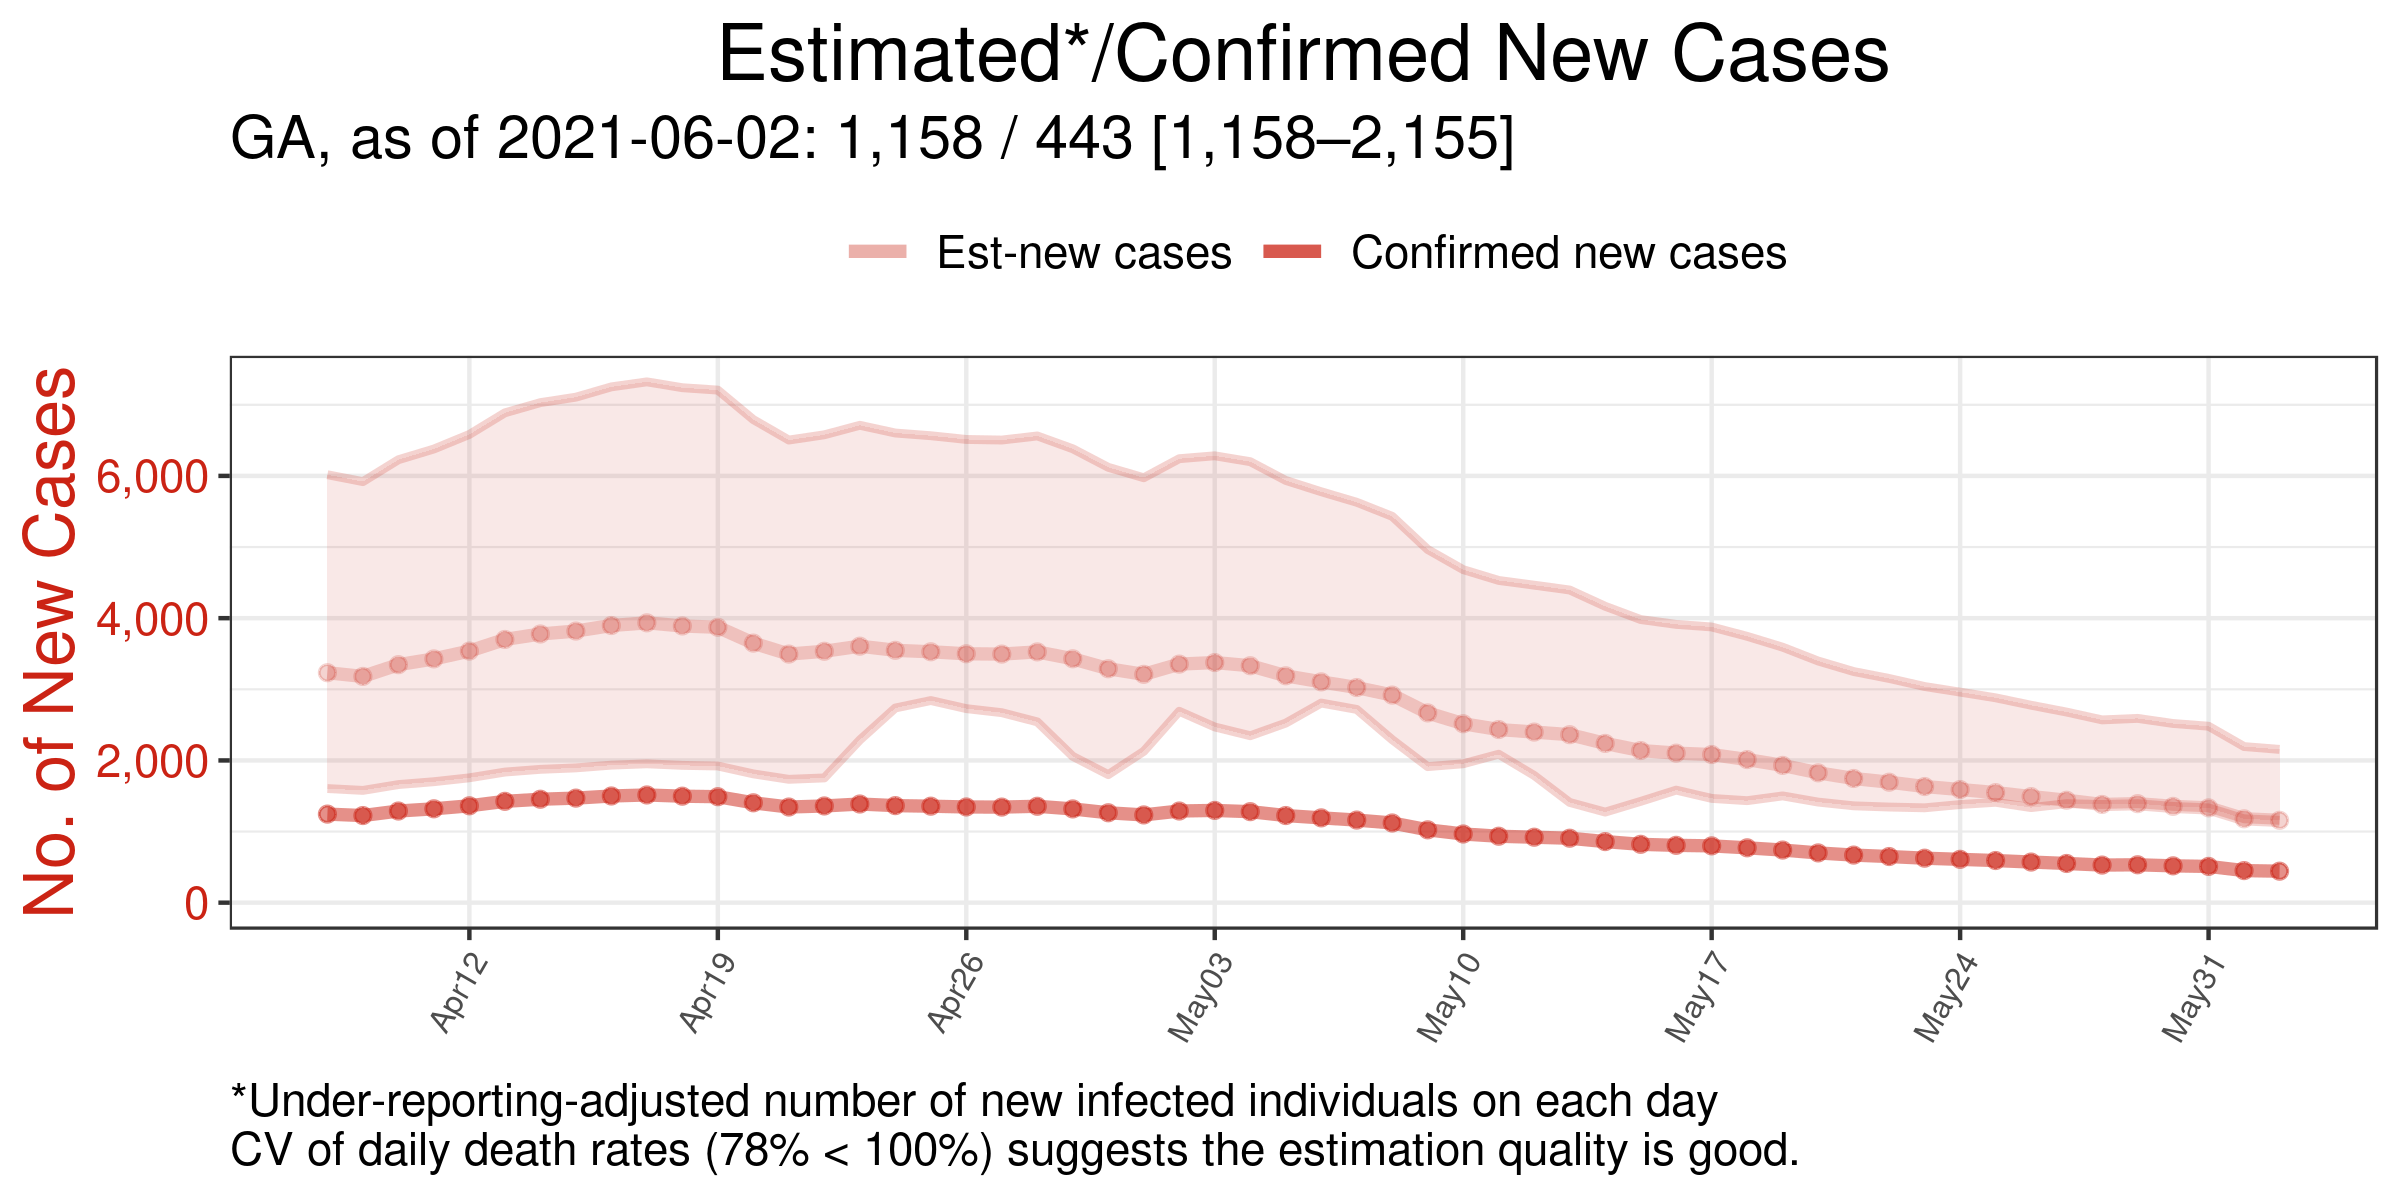 Estimated*/Confirmed New Cases
GA, as of 2021-06-02: 1,158 / 443 [1,158–2,155]
Est-new cases Confirmed new cases
No. of New Cases
6,000
4,000
2,000
0
Apr12 Apr19 Apr26 May03 May10 May17 May24 May31
*Under-reporting-adjusted number of new infected individuals on each day
CV of daily death rates (78% < 100%) suggests the estimation quality is good.